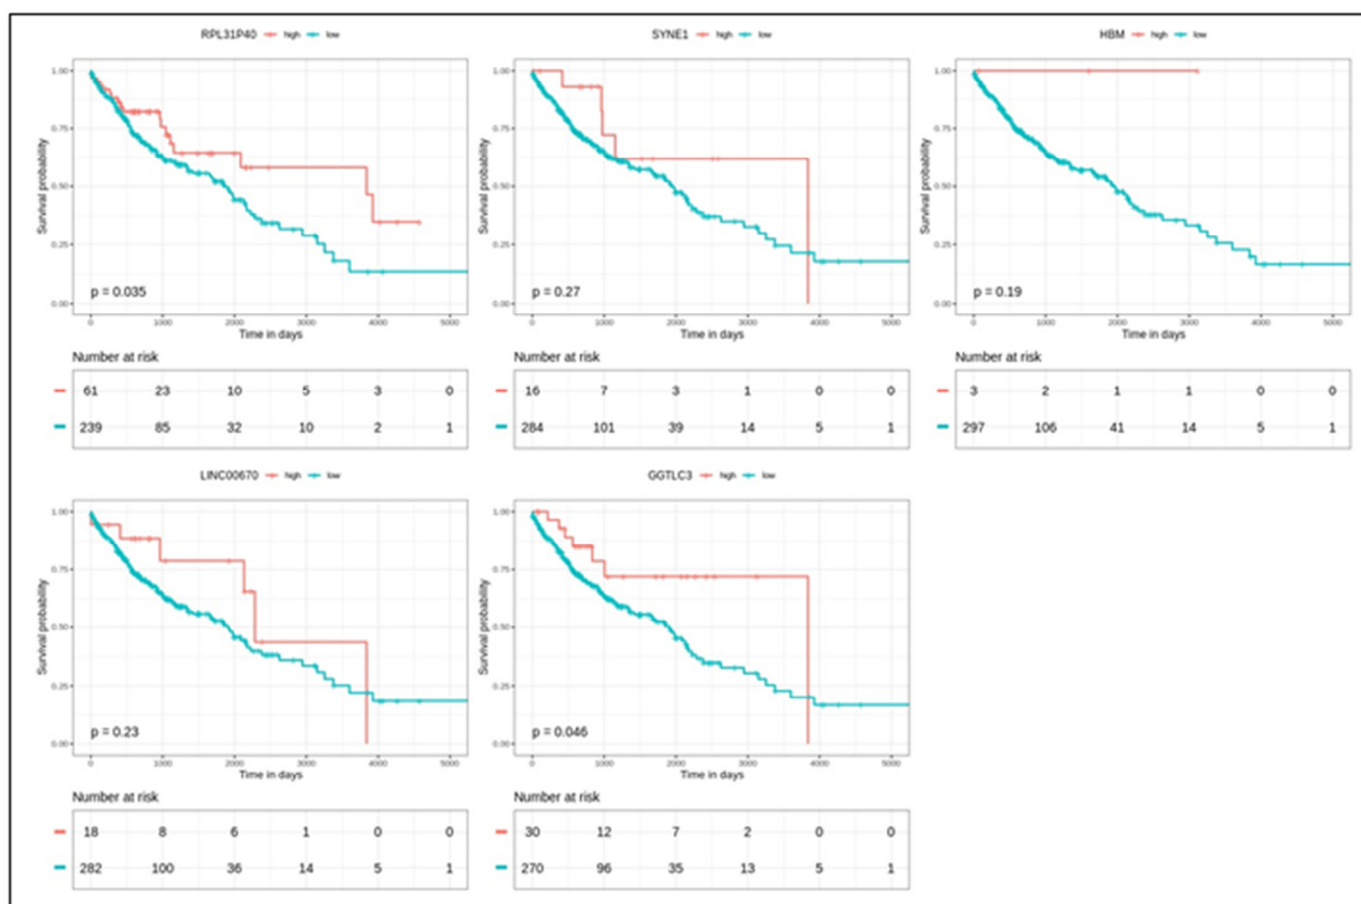 RPL31P40 high low
Survival probability
1.00
0.75
0.50
0.25
0.00
p = 0.035
0 1000 2000 3000 4000 5000
Time in days
Number at risk
61 23 10 5 3 0
239 85 32 10 2 1
SYNE1 high low
Survival probability
1.00
0.75
0.50
0.25
0.00
p = 0.27
0 1000 2000 3000 4000 5000
Time in days
Number at risk
16 7 3 1 0 0
284 101 39 14 5 1
HBM high low
Survival probability
1.00
0.75
0.50
0.25
0.00
p = 0.19
0 1000 2000 3000 4000 5000
Time in days
Number at risk
3 2 1 1 0 0
297 106 41 14 5 1
LINC00670 high low
Survival probability
1.00
0.75
0.50
0.25
0.00
p = 0.23
0 1000 2000 3000 4000 5000
Time in days
Number at risk
18 8 6 1 0 0
282 100 36 14 5 1
GGTLC3 high low
Survival probability
1.00
0.75
0.50
0.25
0.00
p = 0.046
0 1000 2000 3000 4000 5000
Time in days
Number at risk
30 12 7 2 0 0
270 96 35 13 5 1